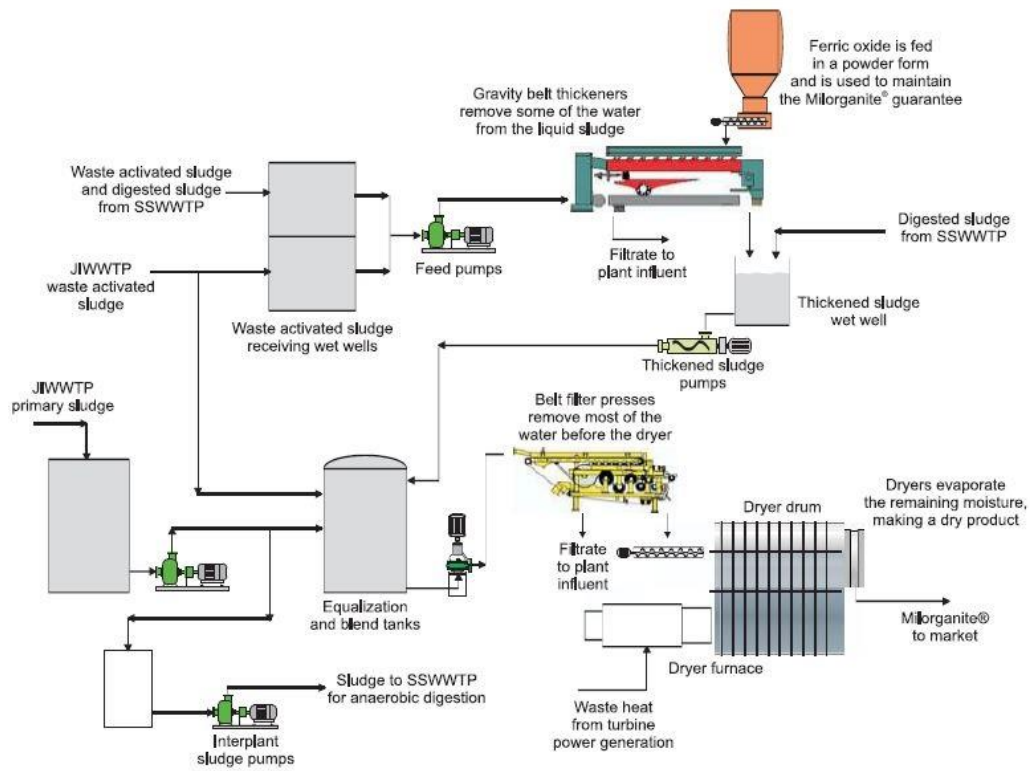 Ferric oxide is fed
in a powder form
and is used to maintain
the Milorganite® guarantee
Gravity belt thickeners
remove some of the water
from the liquid sludge
Waste activated sludge
and digested sludge
from SSWWTP
Digested sludge
from SSWWTP
Filtrate to
plant influent
Feed pumps
JIWWTP
waste activated
sludge
Thickened sludge
wet well
Waste activated sludge
receiving wet wells
Thickened sludge
pumps
JIWWTP
primary sludge
Belt filter presses
remove most of the
water before the dryer
Dryers evaporate
the remaining moisture,
making a dry product
Dryer drum
Filtrate
to plant
influent
Equalization
and blend tanks
Milorganite®
to market
Dryer furnace
Sludge to SSWWTP
for anaerobic digestion
Waste heat
from turbine
power generation
Interplant
sludge pumps